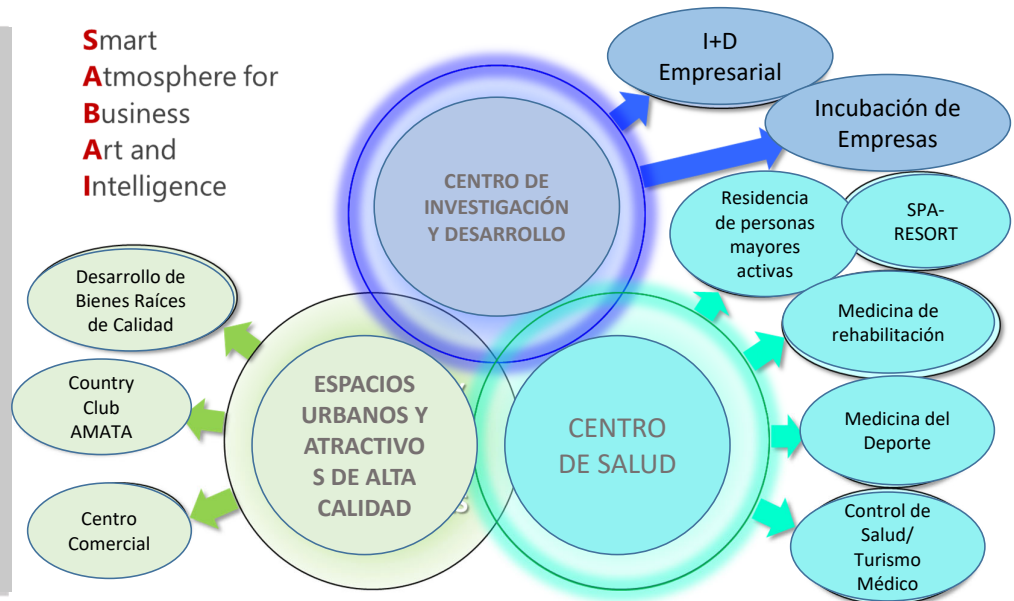 Smart
Atmosphere for
Business
Art and
Intelligence
I+D
Empresarial
Incubación de
Empresas
CENTRO DE
INVESTIGACIÓN
Y DESARROLLO
Residencia
de personas
mayores
activas
SPA-
RESORT
Desarrollo de
Bienes Raíces
de Calidad
Medicina de
rehabilitación
Country
Club
AMATA
ESPACIOS
URBANOS Y
ATRACTIVO
S DE ALTA
CALIDAD
CENTRO
DE SALUD
Medicina del
Deporte
Centro
Comercial
Control de
Salud/
Turismo
Médico